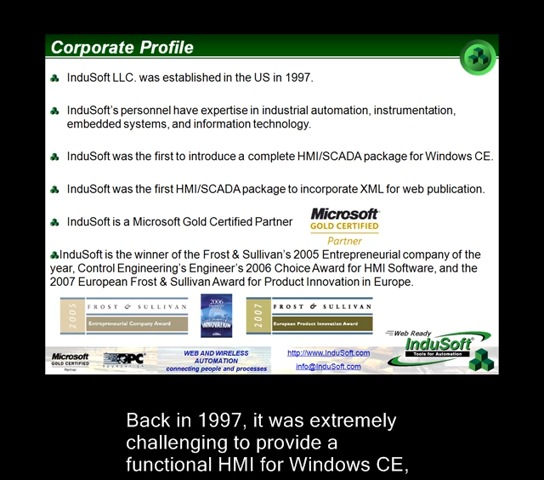 Corporate Profile
InduSoft LLC. was established in the US in 1997.
InduSoft's personnel have expertise in industrial automation, instrumentation,
embedded systems, and information technology.
InduSoft was the first to introduce a complete HMI/SCADA package for Windows CE.
InduSoft was the first HMI/SCADA package to incorporate XML for web publication.
InduSoft is a Microsoft Gold Certified Partner
Microsoft
GOLD CERTIFIED
Partner
InduSoft is the winner of the Frost & Sullivan's 2005 Entrepreneurial company of the
year, Control Engineering's Engineer's 2006 Choice Award for HMI Software, and the
2007 European Frost & Sullivan Award for Product Innovation in Europe.
2005
FROST & SULLIVAN
Entrepreneurial Company Award
2006
INNOVATION
2007
FROST & SULLIVAN
European Product Innovation Award
Web Ready
InduSoft
Tools for Automation
Microsoft
GOLD CERTIFIED
Partner
OPC
FOUNDATION
WEB AND WIRELESS
AUTOMATION
connecting people and processes
http://www.InduSoft.com
info@InduSoft.com
Back in 1997, it was extremely
challenging to provide a
functional HMI for Windows CE,